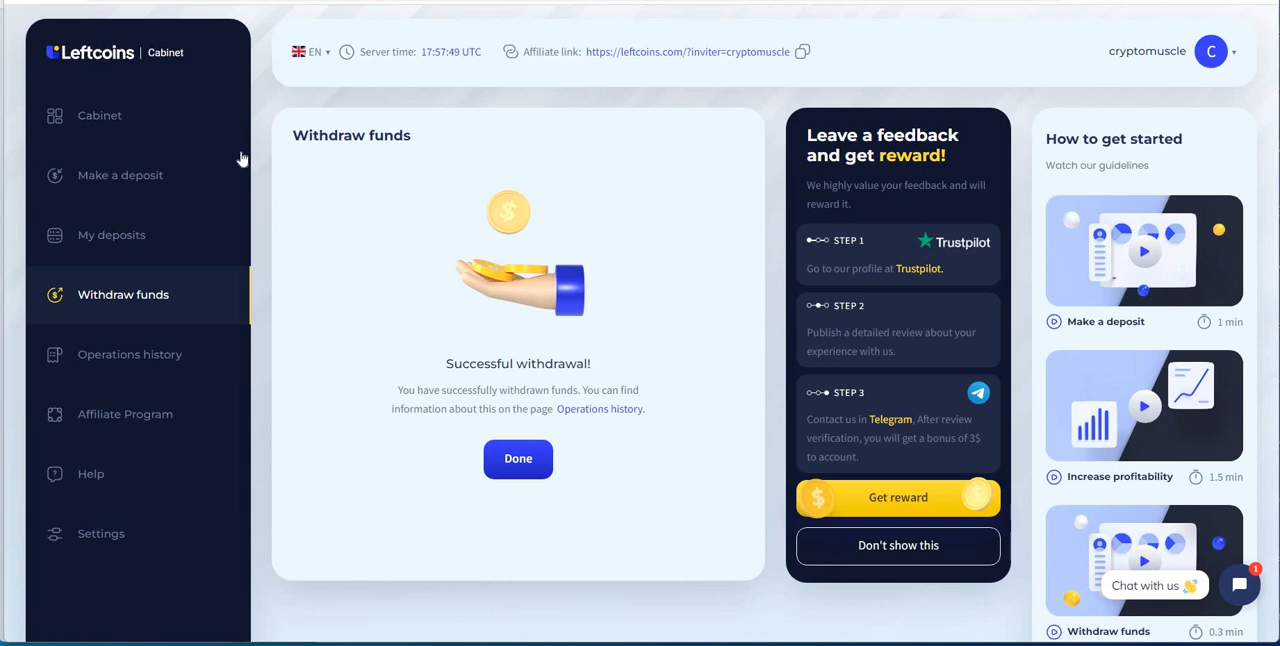 Leftcoins | Cabinet
Cabinet
Make a deposit
My deposits
Withdraw funds
Operations history
Affiliate Program
Help
Settings
EN
Server time: 17:57:49 UTC
Affiliate link: https://leftcoins.com/?inviter=cryptomuscle
cryptomuscle
C
Withdraw funds
Successful withdrawal!
You have successfully withdrawn funds. You can find
information about this on the page Operations history.
Done
Leave a feedback
and get reward!
We highly value your feedback and will
reward it.
STEP 1
Trustpilot
Go to our profile at Trustpilot.
STEP 2
Publish a detailed review about your
experience with us.
STEP 3
Contact us in Telegram, After review
verification, you will get a bonus of 3$
to account.
Get reward
Don't show this
How to get started
Watch our guidelines
Make a deposit
1 min
Increase profitability
1.5 min
Withdraw funds
0.3 min
Chat with us 👋
1